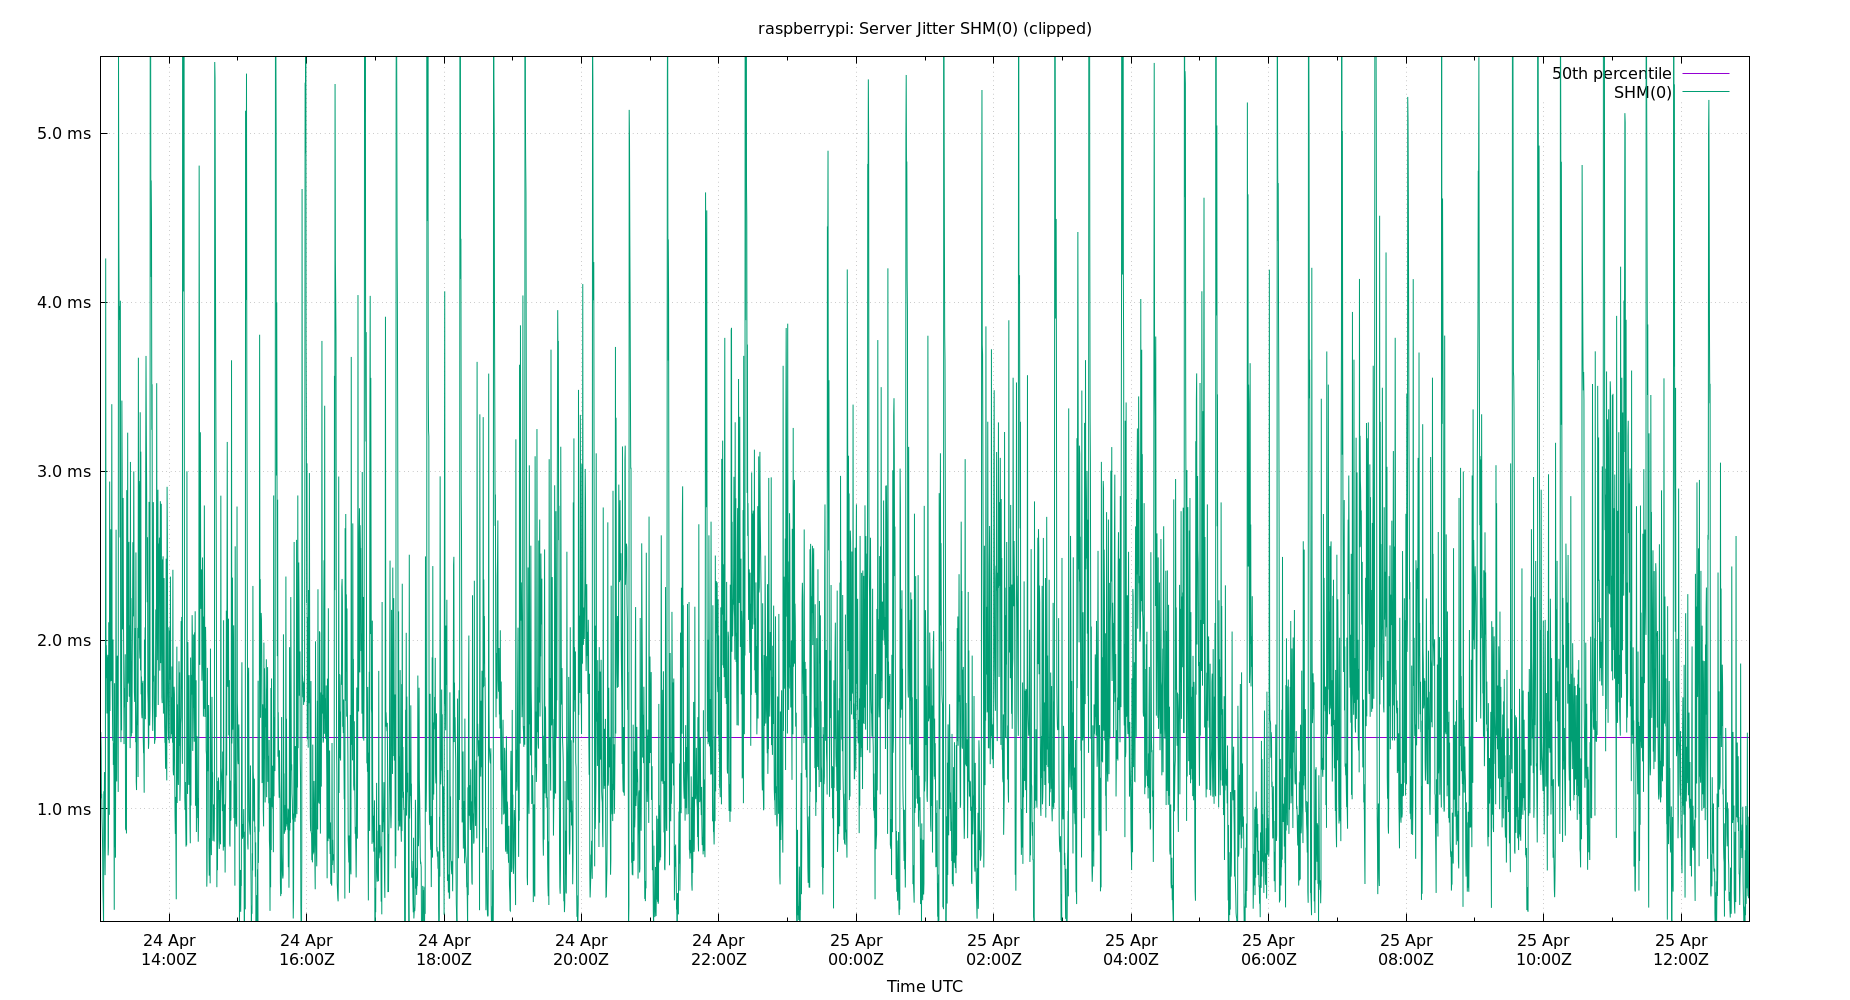 raspberrypi: Server Jitter SHM(0) (clipped)
50th percentile
SHM(0)
5.0 ms
4.0 ms
3.0 ms
2.0 ms
1.0 ms
24 Apr 24 Apr 24 Apr 24 Apr 24 Apr 25 Apr 25 Apr 25 Apr 25 Apr 25 Apr 25 Apr 25 Apr
14:00Z 16:00Z 18:00Z 20:00Z 22:00Z 00:00Z 02:00Z 04:00Z 06:00Z 08:00Z 10:00Z 12:00Z
Time UTC